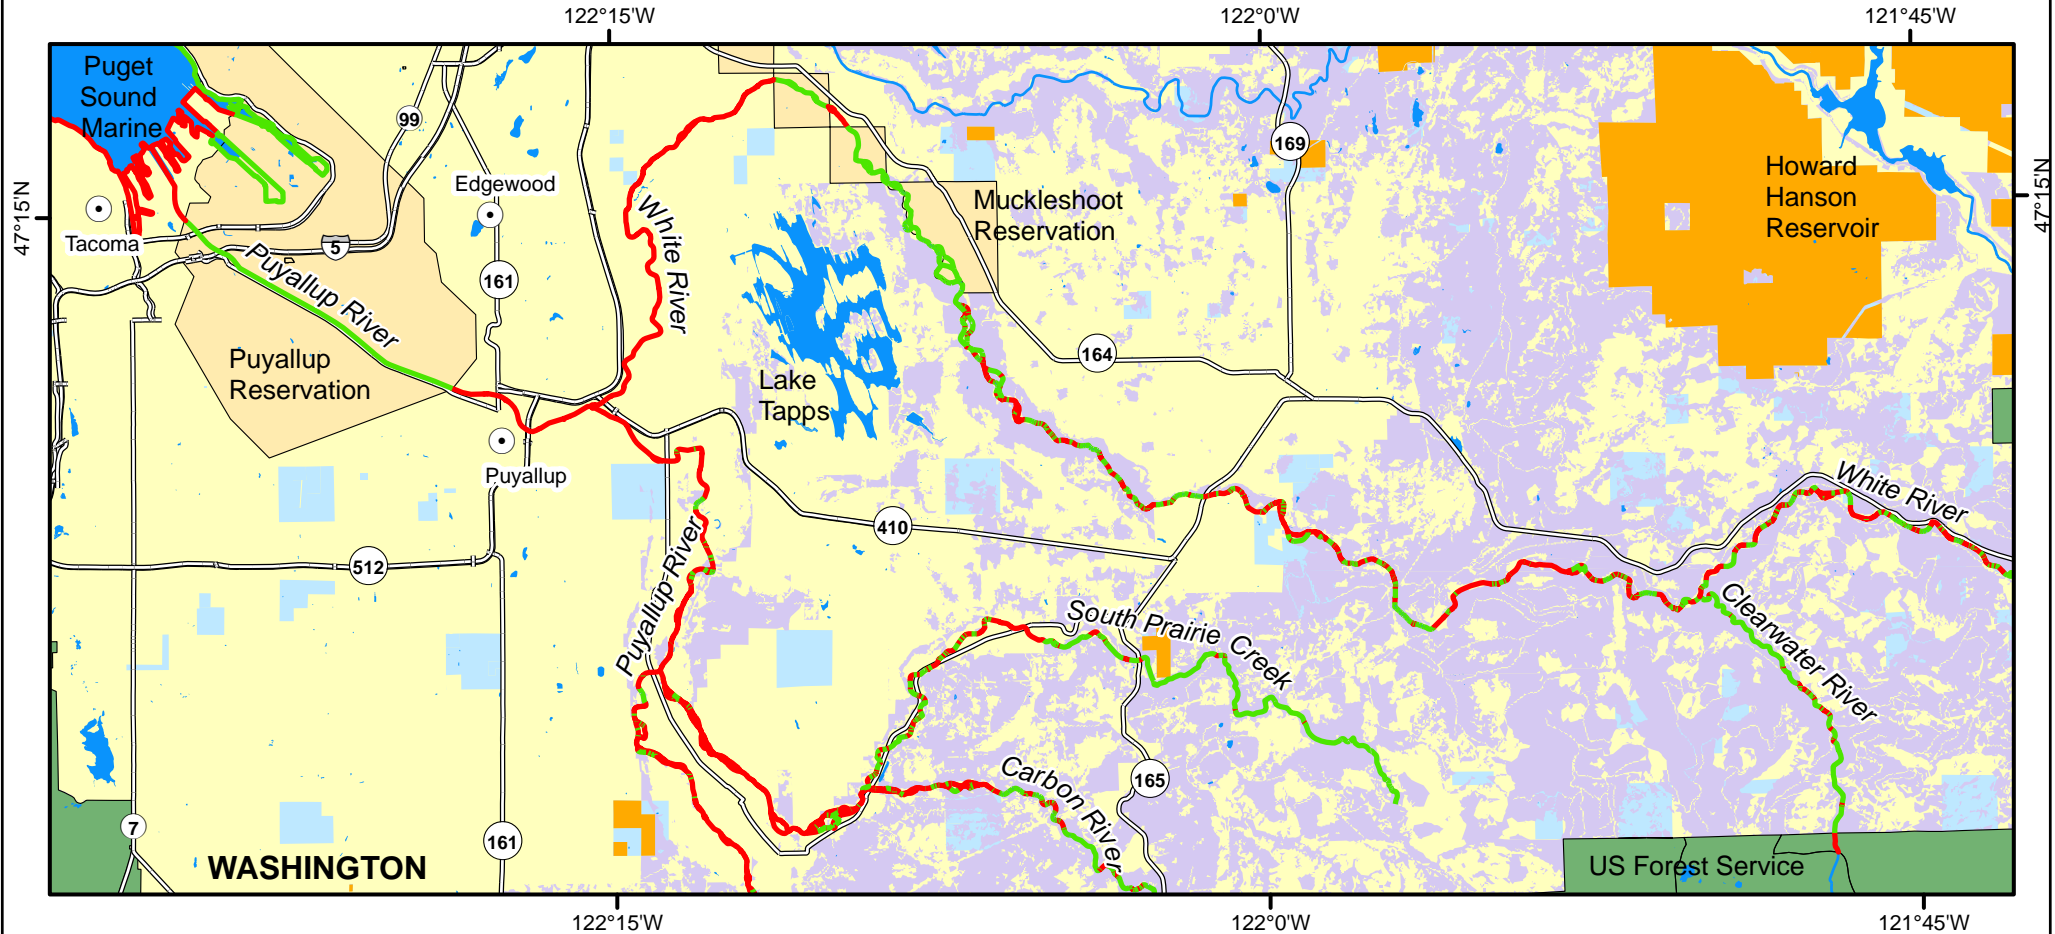 122°15'W
122°0'W
121°45'W
Puget
Sound
Marine
99
169
Howard
Hanson
Reservoir
Edgewood
Muckleshoot
Reservation
47°15'N
47°15'N
Tacoma
5
White River
Puyallup River
161
164
Puyallup
Reservation
Lake
Tapps
Puyallup
White River
410
512
Puyallup River
South Prairie Creek
Clearwater River
Carbon River
165
7
161
WASHINGTON
US Forest Service
122°15'W
122°0'W
121°45'W